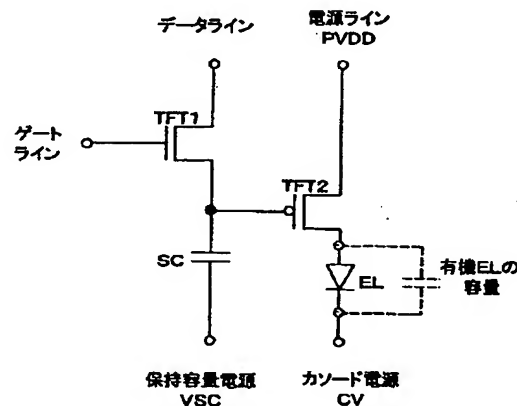 データライン
電源ライン
PVDD
TFT1
ゲート
ライン
TFT2
SC
EL
有機ELの
容量
保持容量電源
VSC
カソード電源
CV